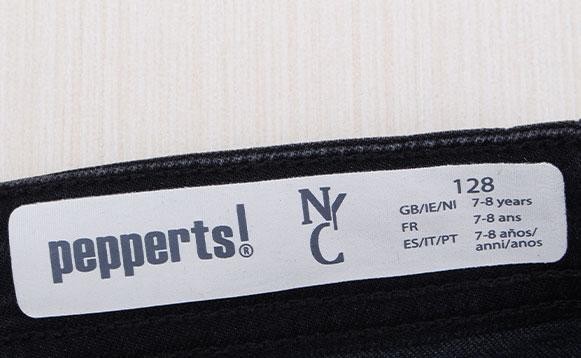 pepperts!®
NY
C
128
GB/IE/NI 7-8 years
FR 7-8 ans
ES/IT/PT 7-8 años/
anni/anos